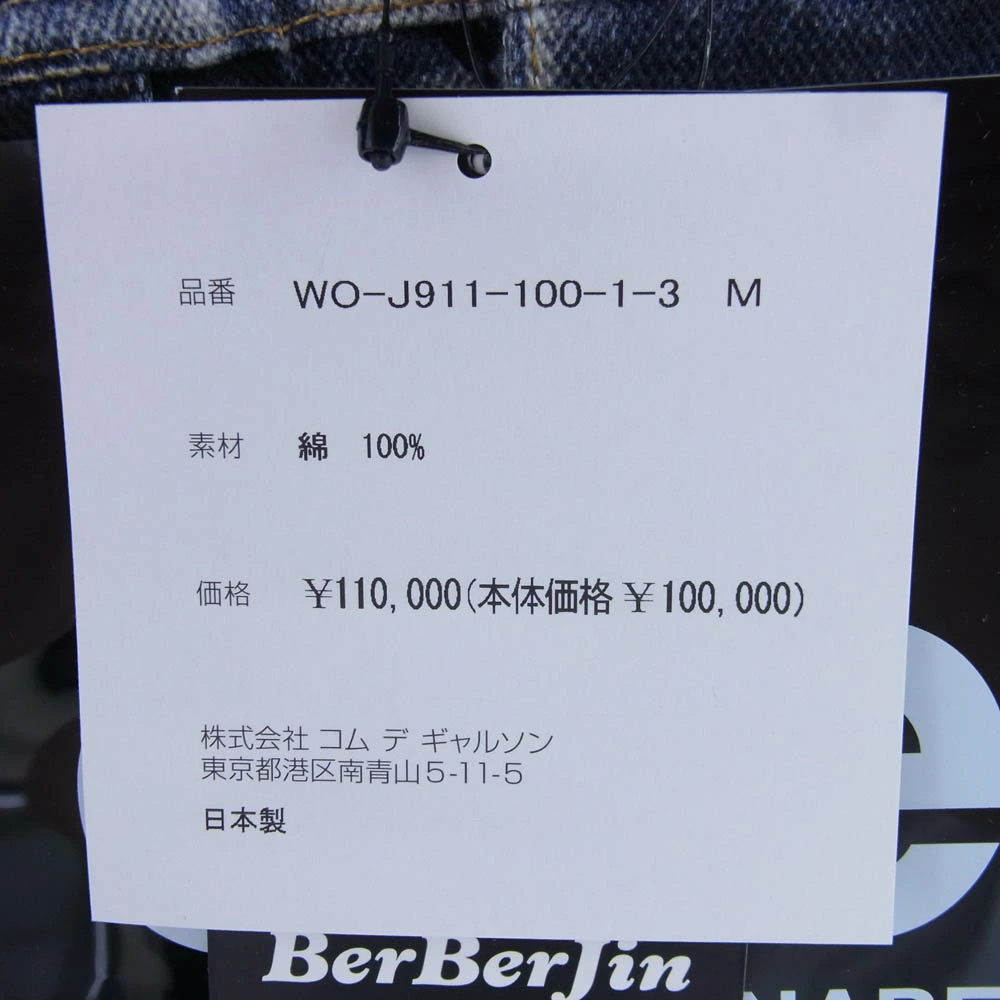 品番 WO-J911-100-1-3 M
素材 綿 100%
価格 ¥110,000(本体価格 ¥100,000)
株式会社 コム デ ギャルソン
東京都港区南青山5-11-5
日本製
e
BerBerJin